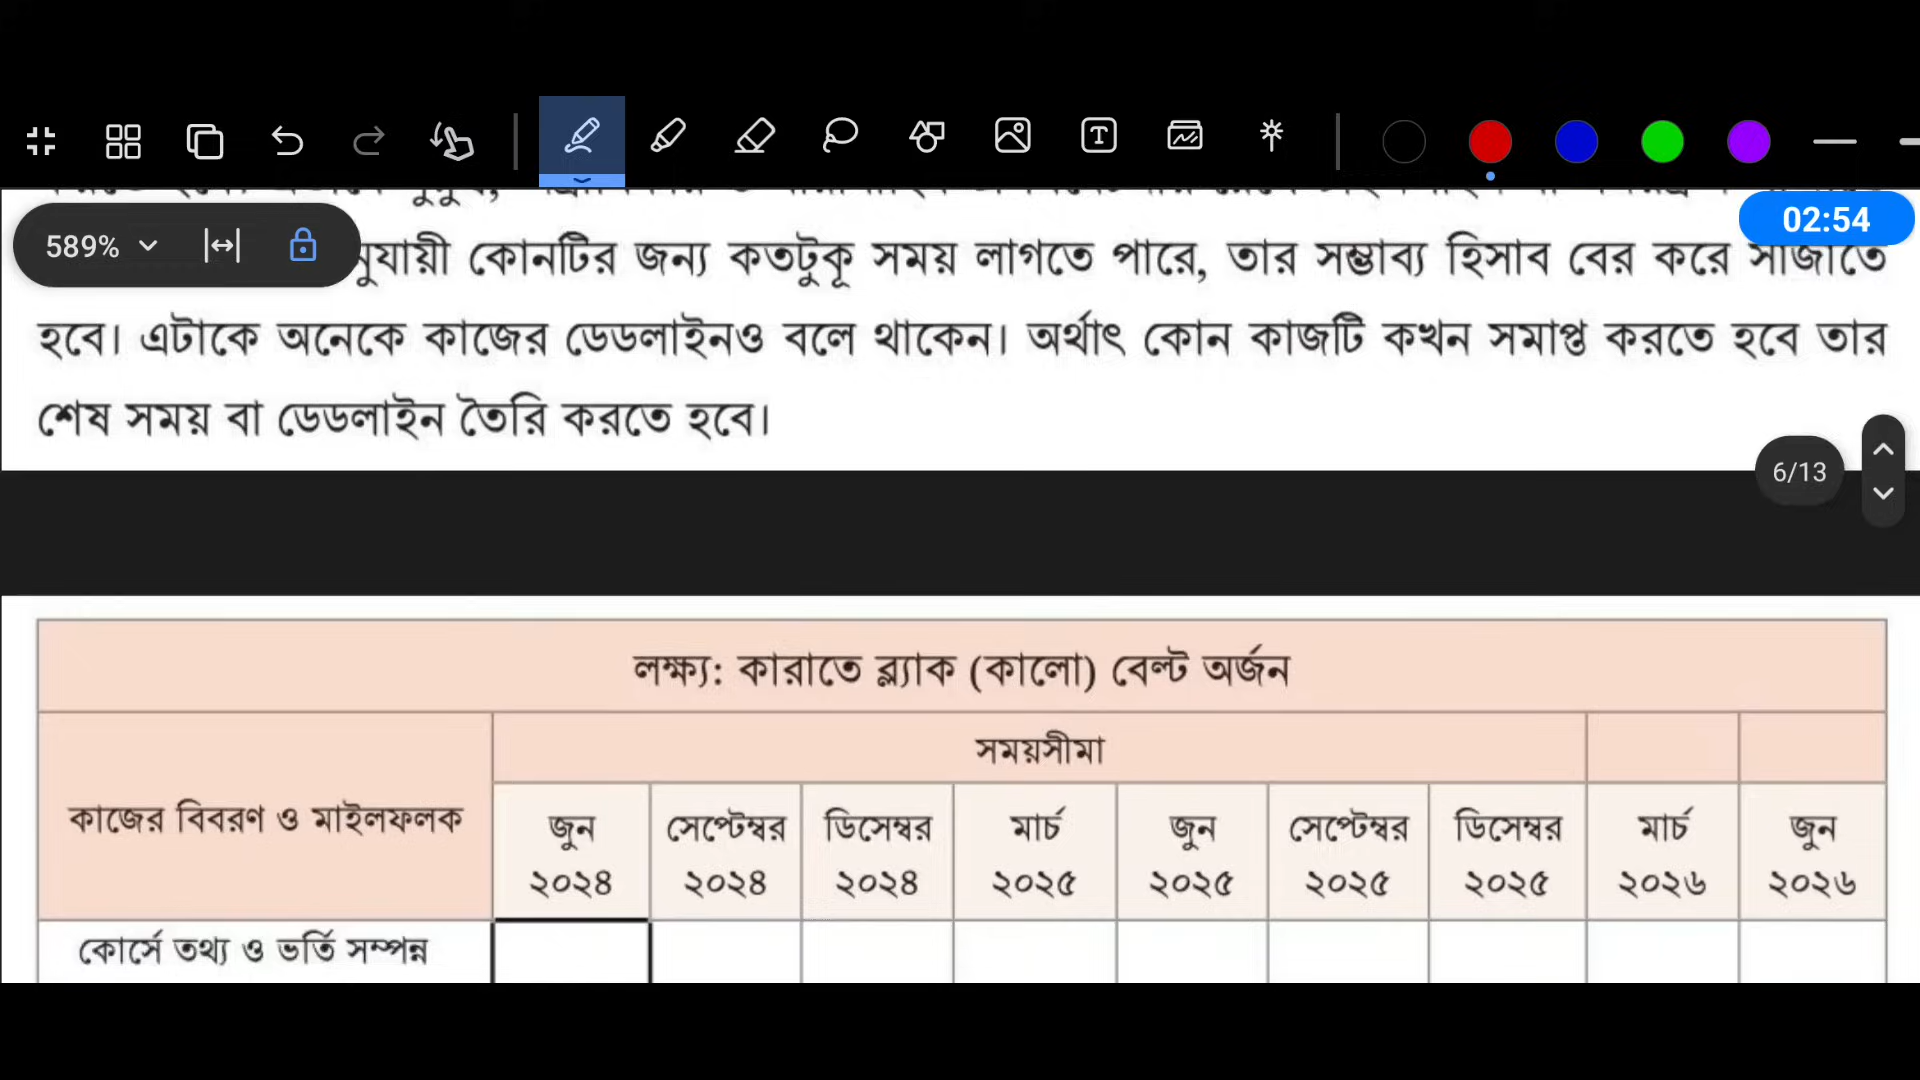 589%
02:54
কোনটির জন্য কতটুকু সময় লাগতে পারে, তার সম্ভাব্য হিসাব বের করে সাজাতে
হবে। এটাকে অনেকে কাজের ডেডলাইনও বলে থাকেন। অর্থাৎ কোন কাজটি কখন সমাপ্ত করতে হবে তার
শেষ সময় বা ডেডলাইন তৈরি করতে হবে।
6/13
লক্ষ্য: কারাতে ব্ল্যাক (কালো) বেল্ট অর্জন
সময়সীমা
কাজের বিবরণ ও মাইলফলক
জুন ২০২৪
সেপ্টেম্বর ২০২৪
ডিসেম্বর ২০২৪
মার্চ ২০২৫
জুন ২০২৫
সেপ্টেম্বর ২০২৫
ডিসেম্বর ২০২৫
মার্চ ২০২৬
জুন ২০২৬
কোর্সে তথ্য ও ভর্তি সম্পন্ন